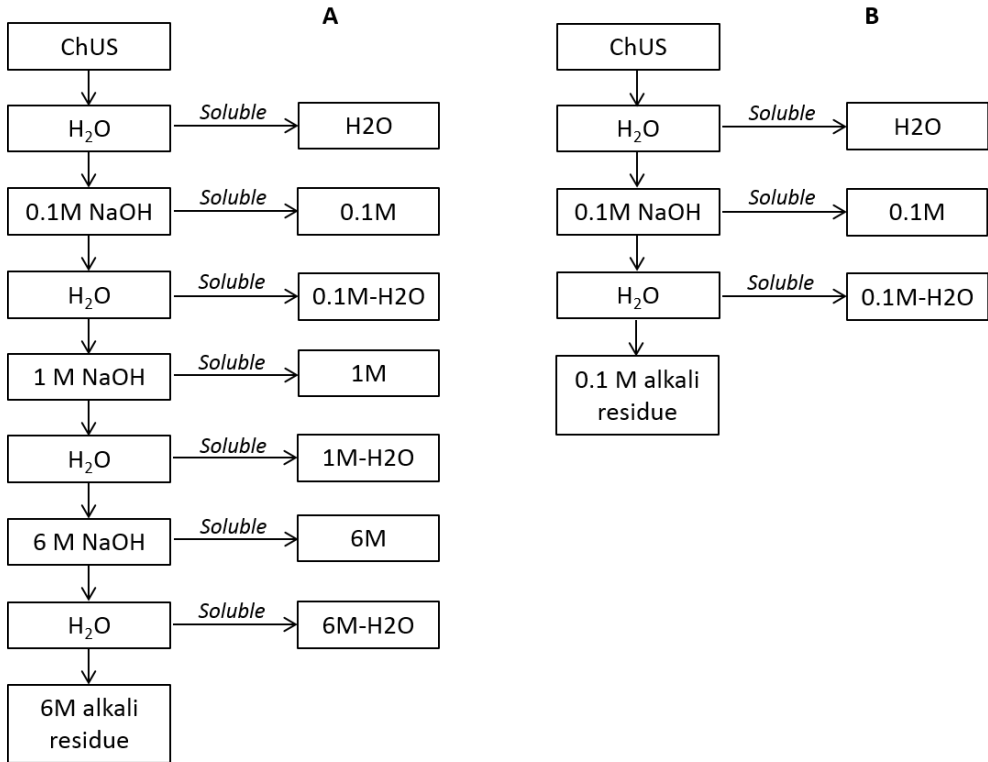 A
ChUS
H₂O
Soluble
H2O
0.1M NaOH
Soluble
0.1M
H₂O
Soluble
0.1M-H2O
1 M NaOH
Soluble
1M
H₂O
Soluble
1M-H2O
6 M NaOH
Soluble
6M
H₂O
Soluble
6M-H2O
6M alkali
residue
B
ChUS
H₂O
Soluble
H2O
0.1M NaOH
Soluble
0.1M
H₂O
Soluble
0.1M-H2O
0.1 M alkali
residue